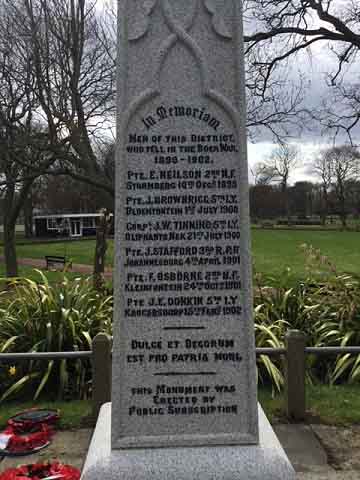 In Memoriam
MEN OF THIS DISTRICT,
WHO FELL IN THE BOER WAR,
1899 - 1902.
PTE. E. NEILSON 2ND N.F.
STORMBERG 10TH DEC. 1899
PTE. J. BROWNRIGG 5TH I.Y.
BLOEMFONTEIN 1ST JULY 1900
CORPL J.W. TINNING 5TH I.Y.
OLIPHANTS NEK 21ST JULY 1900
PTE. J. STAFFORD 3RD R.P.R.
JOHANNESBURG 4TH APRIL 1901
PTE. F. OSBORNE 2ND N.F.
KLEINFONTEIN 24TH OCT. 1901
PTE. J.E. DONKIN 5TH I.Y.
KRUGERSDORP 15TH FEBY. 1902
DULCE ET DECORUM
EST PRO PATRIA MORI.
THIS MONUMENT WAS
ERECTED BY
PUBLIC SUBSCRIPTION